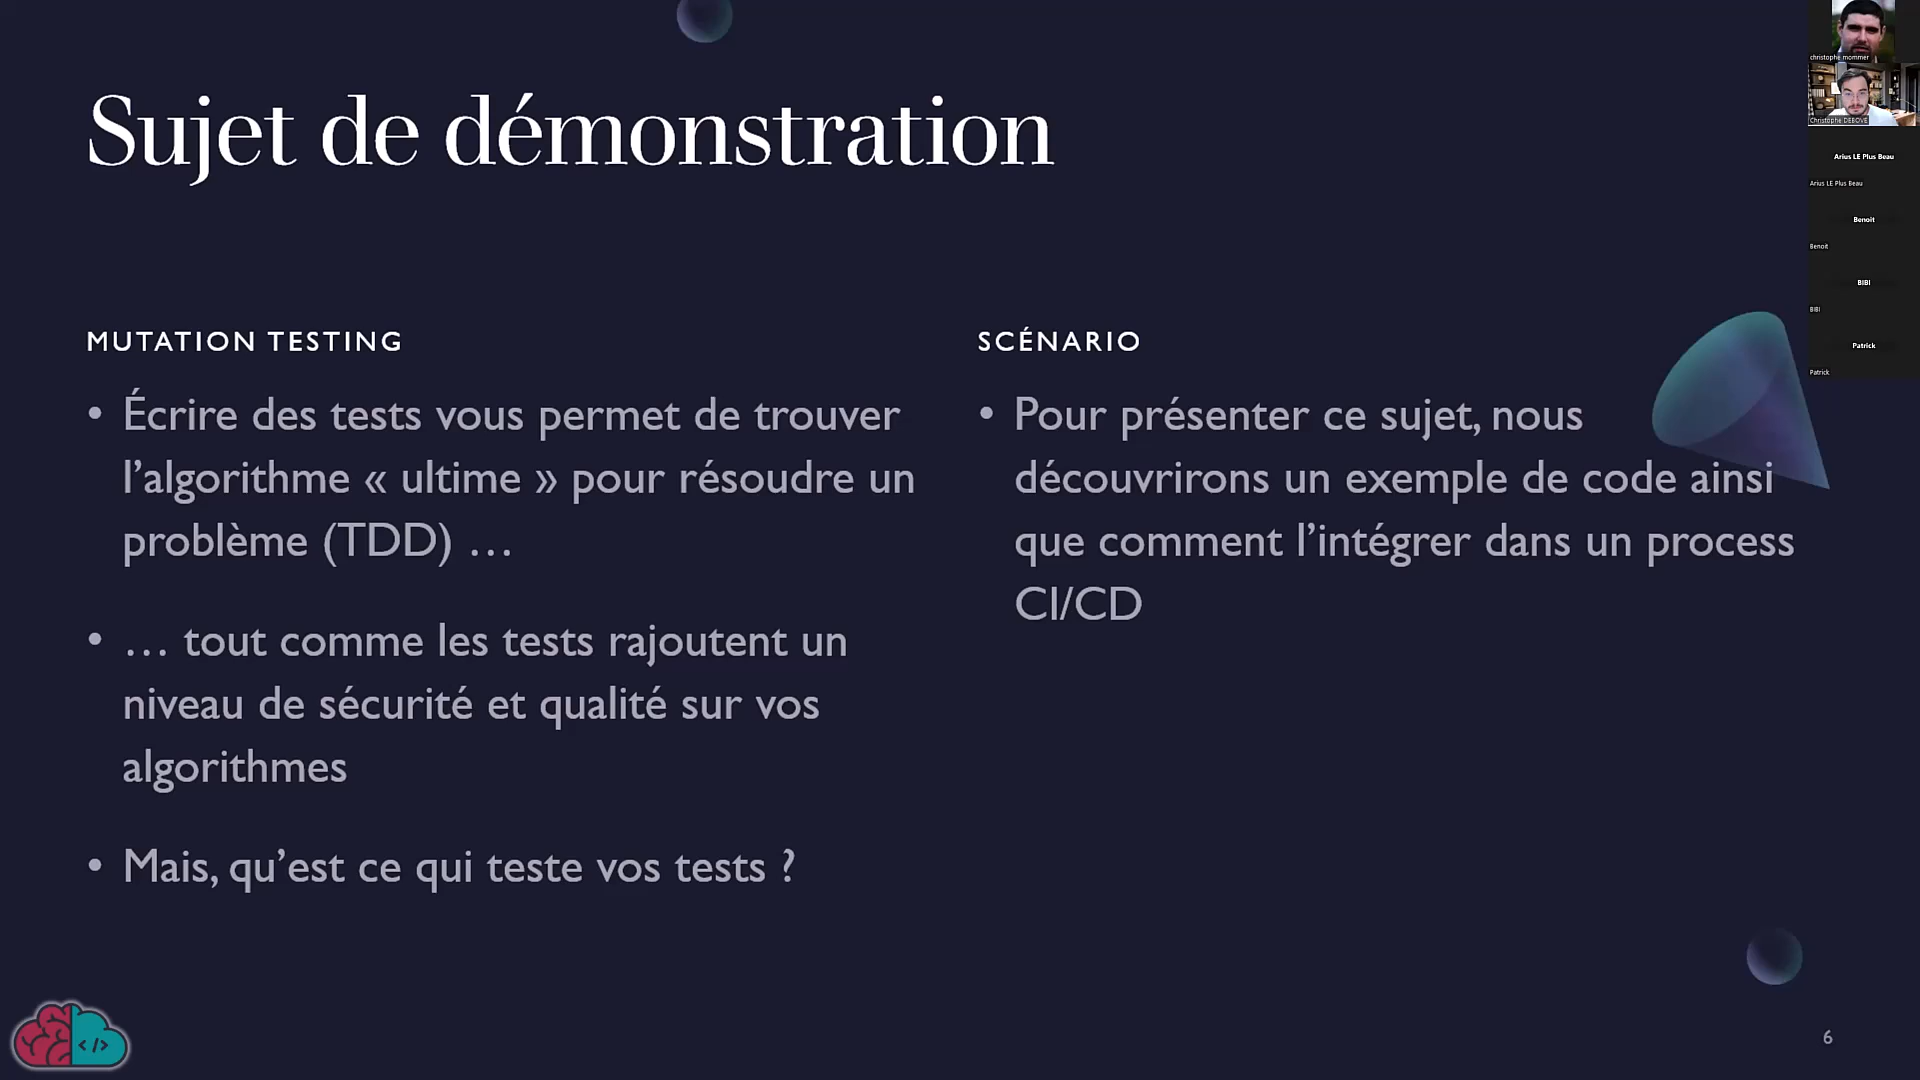 Sujet de démonstration
MUTATION TESTING
• Écrire des tests vous permet de trouver
l’algorithme « ultime » pour résoudre un
problème (TDD) …
• … tout comme les tests rajoutent un
niveau de sécurité et qualité sur vos
algorithmes
• Mais, qu’est ce qui teste vos tests ?
SCÉNARIO
• Pour présenter ce sujet, nous
découvrirons un exemple de code ainsi
que comment l’intégrer dans un process
CI/CD
christophe mommer
Christophe DEBOVE
Arius LE Plus Beau
Arius LE Plus Beau
Benoit
Benoit
BIBI
BIBI
Patrick
Patrick
</>
6